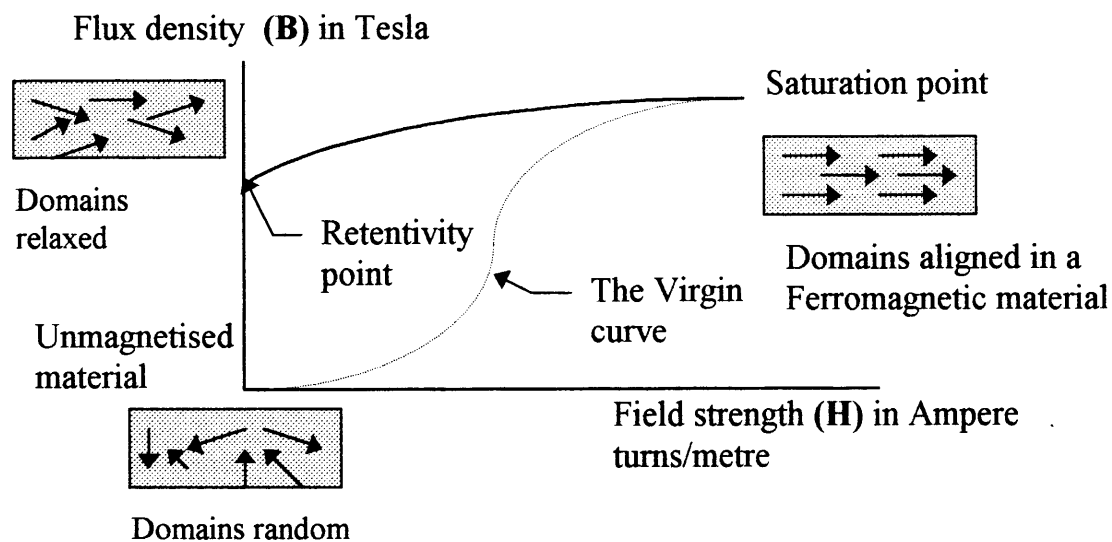 Flux density (B) in Tesla
Saturation point
Domains
relaxed
Retentivity
point
Domains aligned in a
Ferromagnetic material
The Virgin
curve
Unmagnetised
material
Field strength (H) in Ampere
turns/metre
Domains random